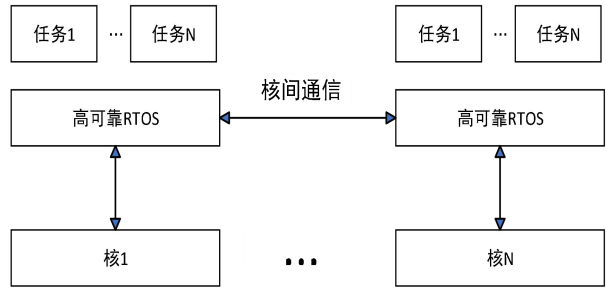 任务1 ··· 任务N 任务1 ··· 任务N
核间通信
高可靠RTOS 高可靠RTOS
核1 ... 核N